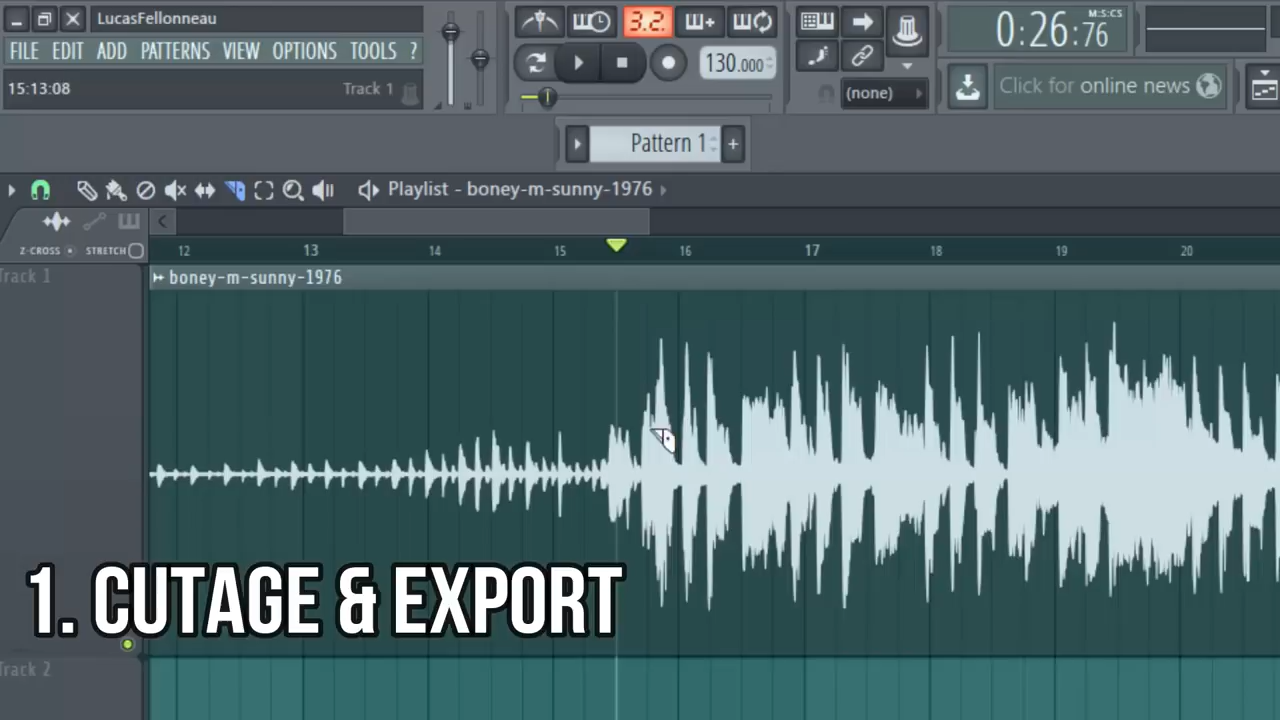 LucasFellonneau
FILE EDIT ADD PATTERNS VIEW OPTIONS TOOLS ?
15:13:08 Track 1
3.2
130.000
0:26:76
M:S:CS
(none)
Click for online news
Pattern 1
+
Playlist - boney-m-sunny-1976
Z-CROSS STRETCH
12 13 14 15 16 17 18 19 20
Track 1
boney-m-sunny-1976
1. CUTAGE & EXPORT
Track 2